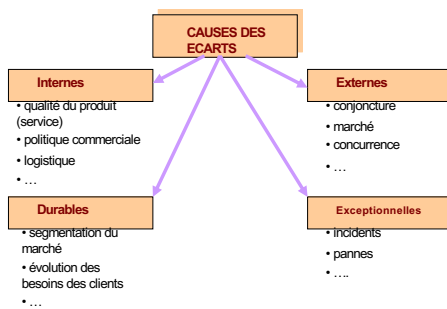 CAUSES DES
ECARTS
Internes
• qualité du produit
(service)
• politique commerciale
• logistique
• …
Externes
• conjoncture
• marché
• concurrence
• …
Durables
• segmentation du
marché
• évolution des
besoins des clients
• …
Exceptionnelles
• incidents
• pannes
• ….